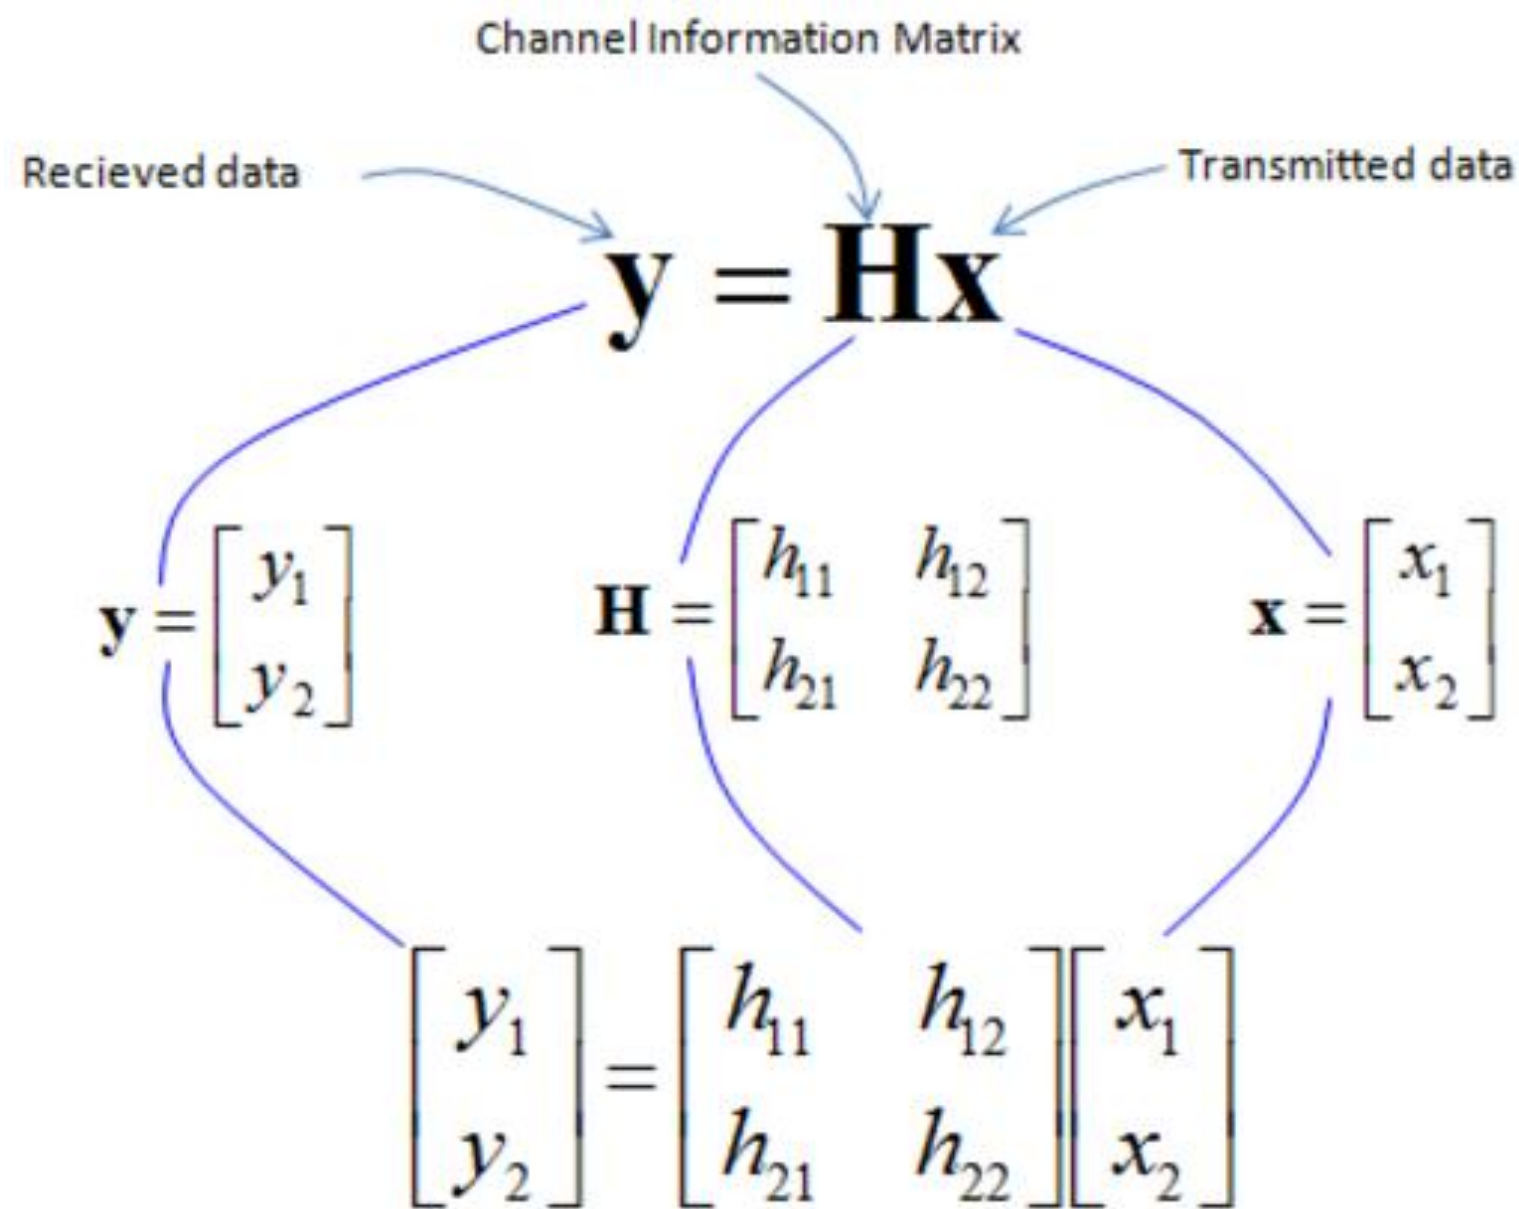 Channel Information Matrix
Recieved data
Transmitted data
y = Hx
y = [y₁ y₂]
H = [h₁₁ h₁₂ h₂₁ h₂₂]
x = [x₁ x₂]
[y₁ y₂] = [h₁₁ h₁₂ h₂₁ h₂₂] [x₁ x₂]